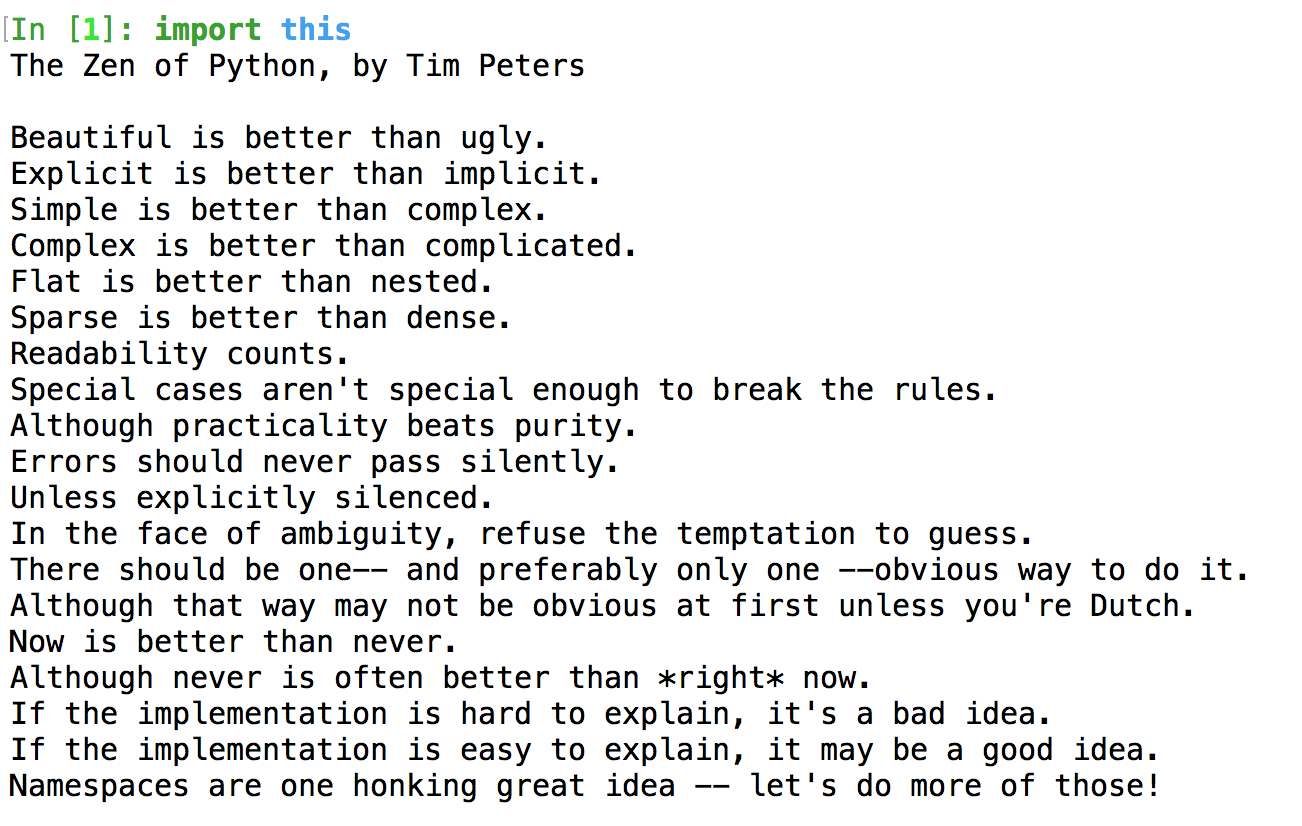 In [1]: import this
The Zen of Python, by Tim Peters

Beautiful is better than ugly.
Explicit is better than implicit.
Simple is better than complex.
Complex is better than complicated.
Flat is better than nested.
Sparse is better than dense.
Readability counts.
Special cases aren't special enough to break the rules.
Although practicality beats purity.
Errors should never pass silently.
Unless explicitly silenced.
In the face of ambiguity, refuse the temptation to guess.
There should be one-- and preferably only one --obvious way to do it.
Although that way may not be obvious at first unless you're Dutch.
Now is better than never.
Although never is often better than *right* now.
If the implementation is hard to explain, it's a bad idea.
If the implementation is easy to explain, it may be a good idea.
Namespaces are one honking great idea -- let's do more of those!